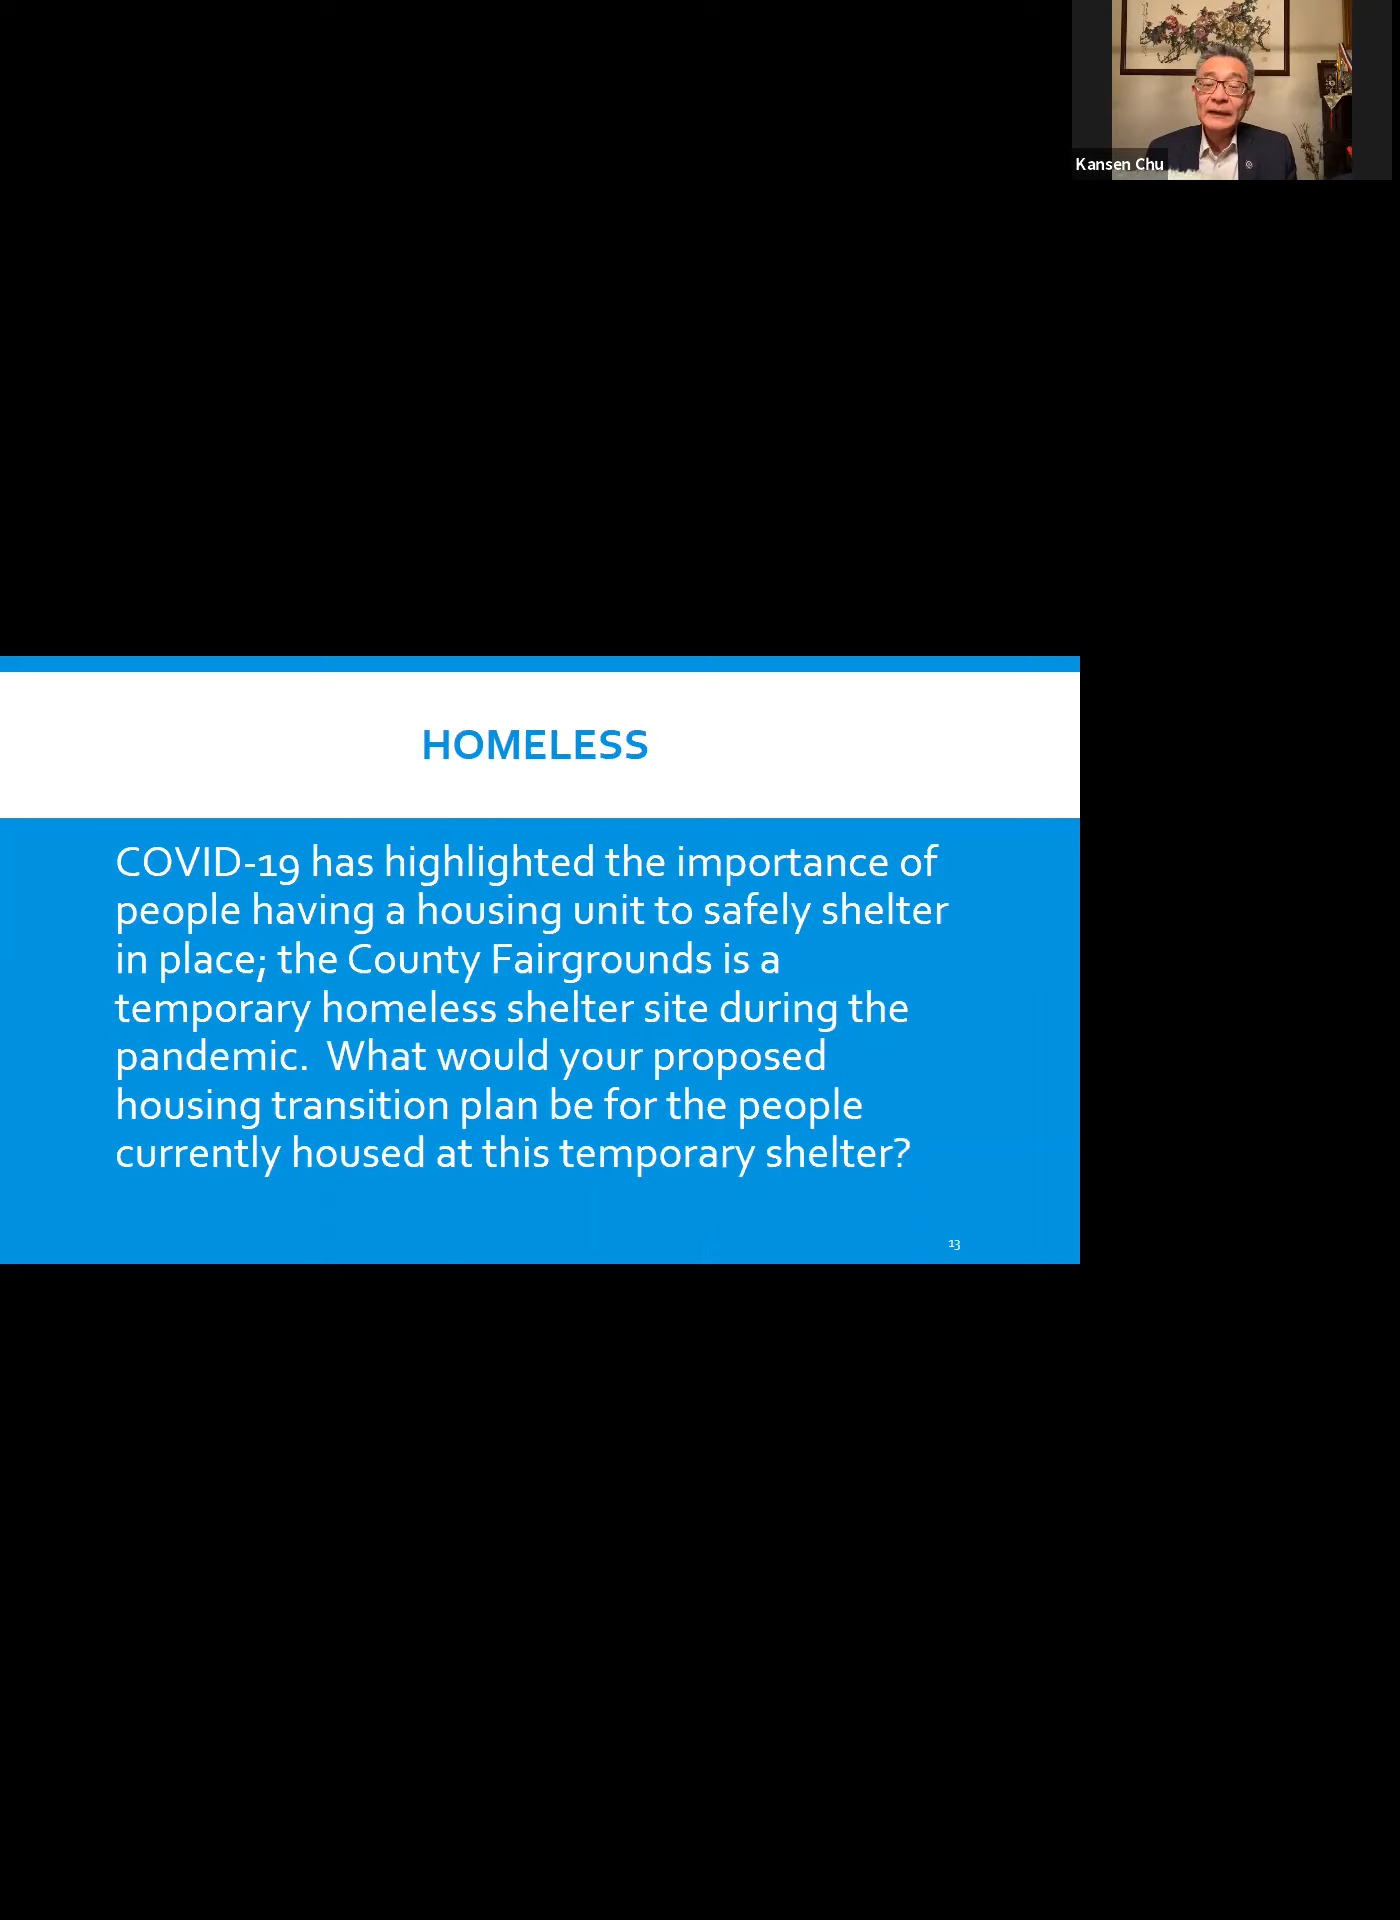 Kansen Chu
HOMELESS
COVID-19 has highlighted the importance of
people having a housing unit to safely shelter
in place; the County Fairgrounds is a
temporary homeless shelter site during the
pandemic.  What would your proposed
housing transition plan be for the people
currently housed at this temporary shelter?
13